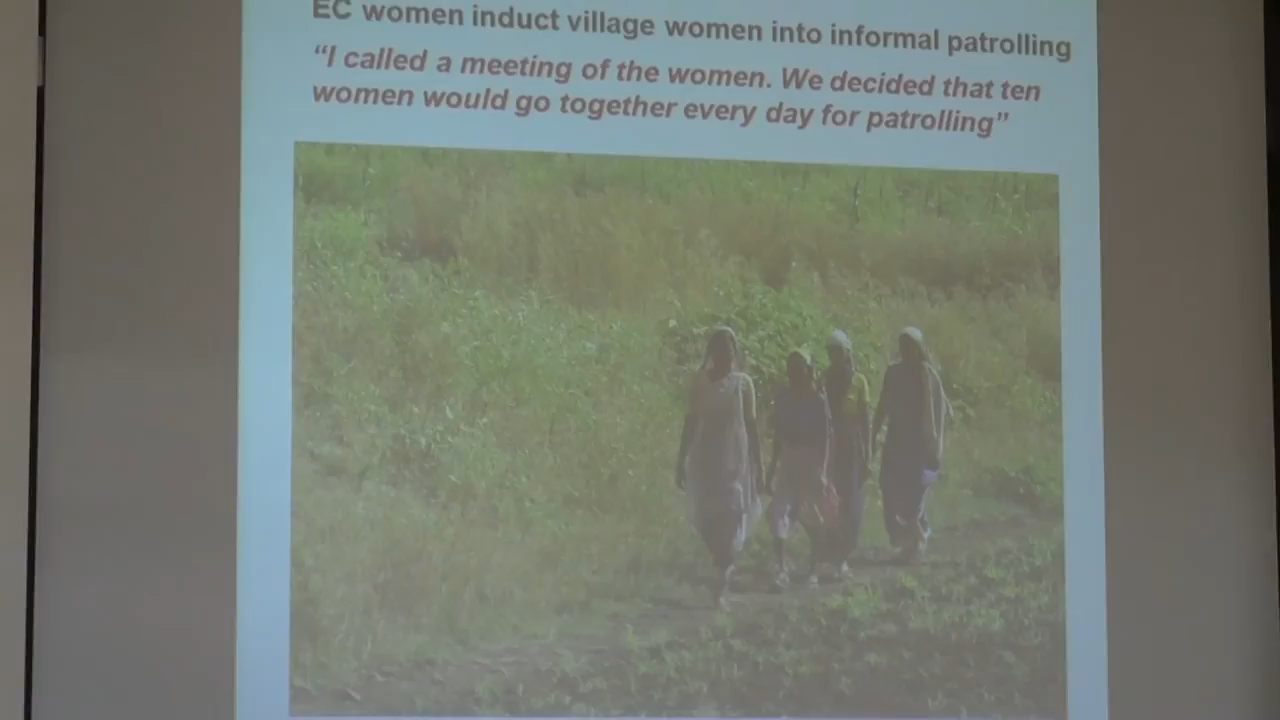 EC women induct village women into informal patrolling
“I called a meeting of the women. We decided that ten
women would go together every day for patrolling”